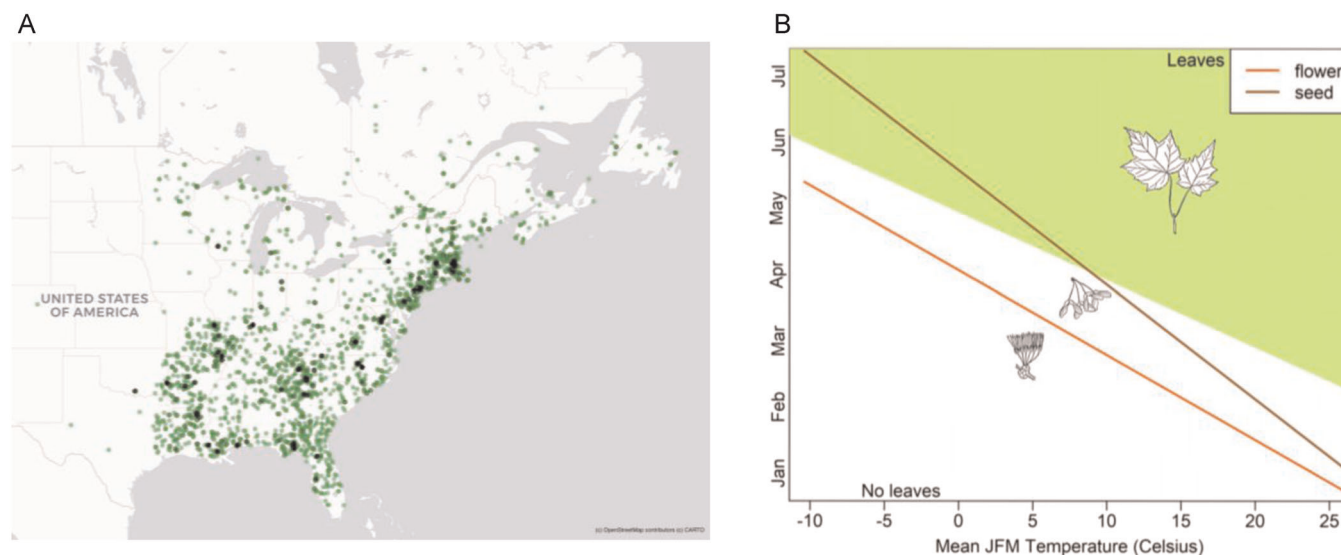 A
UNITED STATES
OF AMERICA
(c) OpenStreetMap contributors (c) CARTO
B
Leaves
flower
seed
Jul
Jun
May
Apr
Mar
Feb
Jan
No leaves
-10 -5 0 5 10 15 20 25
Mean JFM Temperature (Celsius)